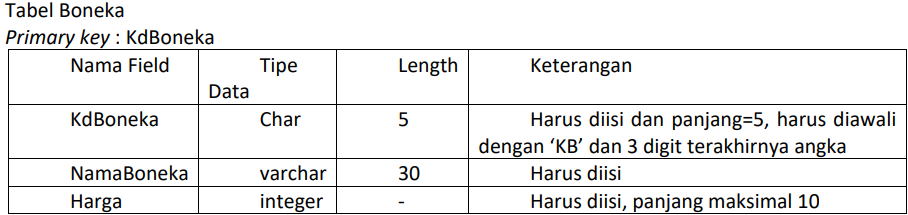 Tabel Boneka
Primary key : KdBoneka
Nama Field Tipe Data Length Keterangan
KdBoneka Char 5 Harus diisi dan panjang=5, harus diawali dengan ‘KB’ dan 3 digit terakhirnya angka
NamaBoneka varchar 30 Harus diisi
Harga integer - Harus diisi, panjang maksimal 10